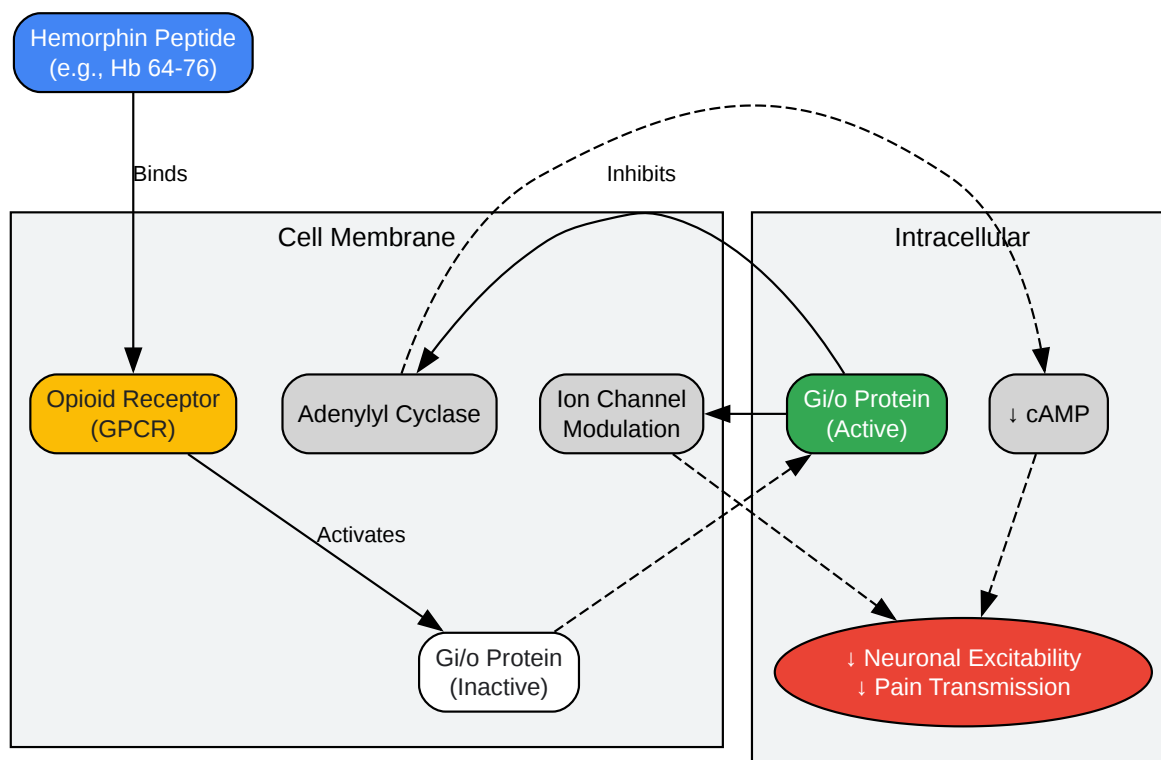 Hemorphin Peptide
(e.g., Hb 64-76)
Binds
Inhibits
Cell Membrane
Intracellular
Opioid Receptor
(GPCR)
Adenylyl Cyclase
Ion Channel
Modulation
Gi/o Protein
(Active)
↓ cAMP
Activates
Gi/o Protein
(Inactive)
↓ Neuronal Excitability
↓ Pain Transmission